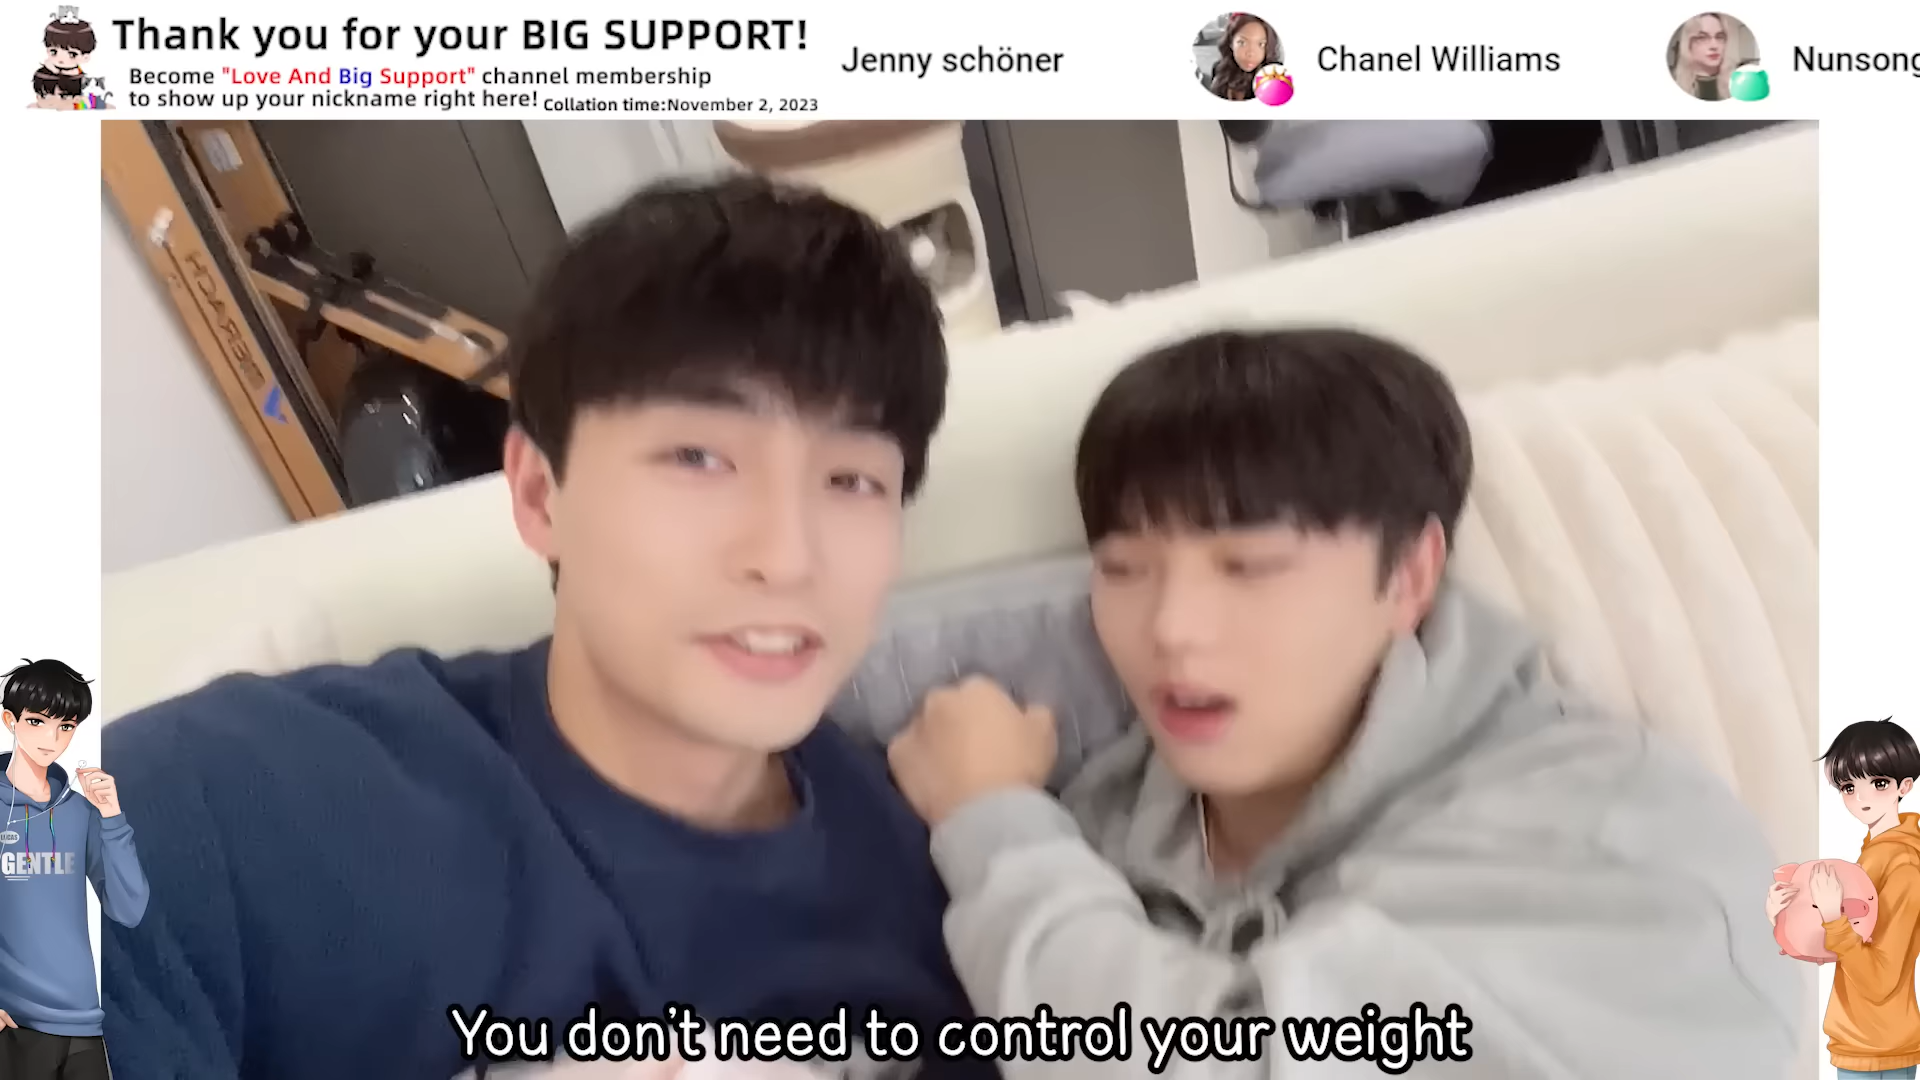 Thank you for your BIG SUPPORT!
Become "Love And Big Support" channel membership
to show up your nickname right here! Collation time:November 2, 2023
Jenny schöner
Chanel Williams
Nunsong
MERACH
GENTLE
You don't need to control your weight